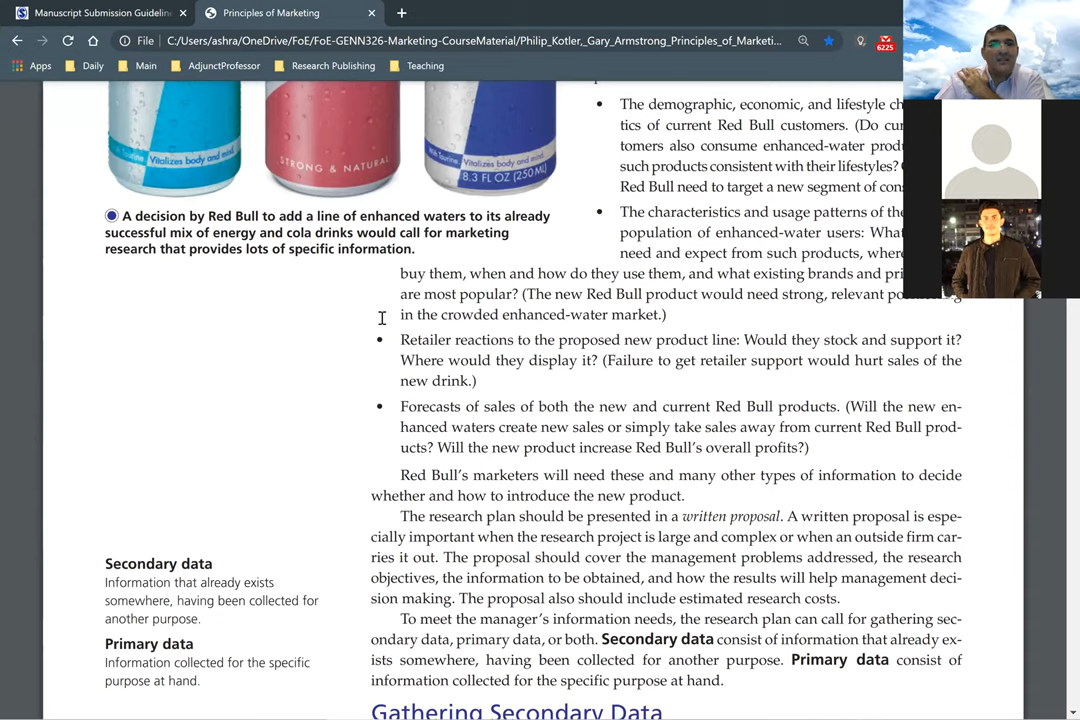 Manuscript Submission Guideline
Principles of Marketing
File
C:/Users/ashra/OneDrive/FoE/FoE-GENN326-Marketing-CourseMaterial/Philip_Kotler,_Gary_Armstrong_Principles_of_Marketi...
6225
Apps
Daily
Main
AdjunctProfessor
Research Publishing
Teaching
Vitalizes body and mind.
STRONG & NATURAL
With Taurine. Vitalizes body and mind.
8.3 FL OZ (250 ML)
A decision by Red Bull to add a line of enhanced waters to its already
successful mix of energy and cola drinks would call for marketing
research that provides lots of specific information.
• The demographic, economic, and lifestyle ch
tics of current Red Bull customers. (Do cu
tomers also consume enhanced-water prod
such products consistent with their lifestyles?
Red Bull need to target a new segment of con
• The characteristics and usage patterns of the
population of enhanced-water users: What
need and expect from such products, where
buy them, when and how do they use them, and what existing brands and pri
are most popular? (The new Red Bull product would need strong, relevant po
in the crowded enhanced-water market.)
• Retailer reactions to the proposed new product line: Would they stock and support it?
Where would they display it? (Failure to get retailer support would hurt sales of the
new drink.)
• Forecasts of sales of both the new and current Red Bull products. (Will the new en-
hanced waters create new sales or simply take sales away from current Red Bull prod-
ucts? Will the new product increase Red Bull's overall profits?)
Red Bull's marketers will need these and many other types of information to decide
whether and how to introduce the new product.
The research plan should be presented in a written proposal. A written proposal is espe-
cially important when the research project is large and complex or when an outside firm car-
ries it out. The proposal should cover the management problems addressed, the research
objectives, the information to be obtained, and how the results will help management deci-
sion making. The proposal also should include estimated research costs.
To meet the manager's information needs, the research plan can call for gathering sec-
ondary data, primary data, or both. Secondary data consist of information that already ex-
ists somewhere, having been collected for another purpose. Primary data consist of
information collected for the specific purpose at hand.
Secondary data
Information that already exists
somewhere, having been collected for
another purpose.
Primary data
Information collected for the specific
purpose at hand.
Gathering Secondary Data